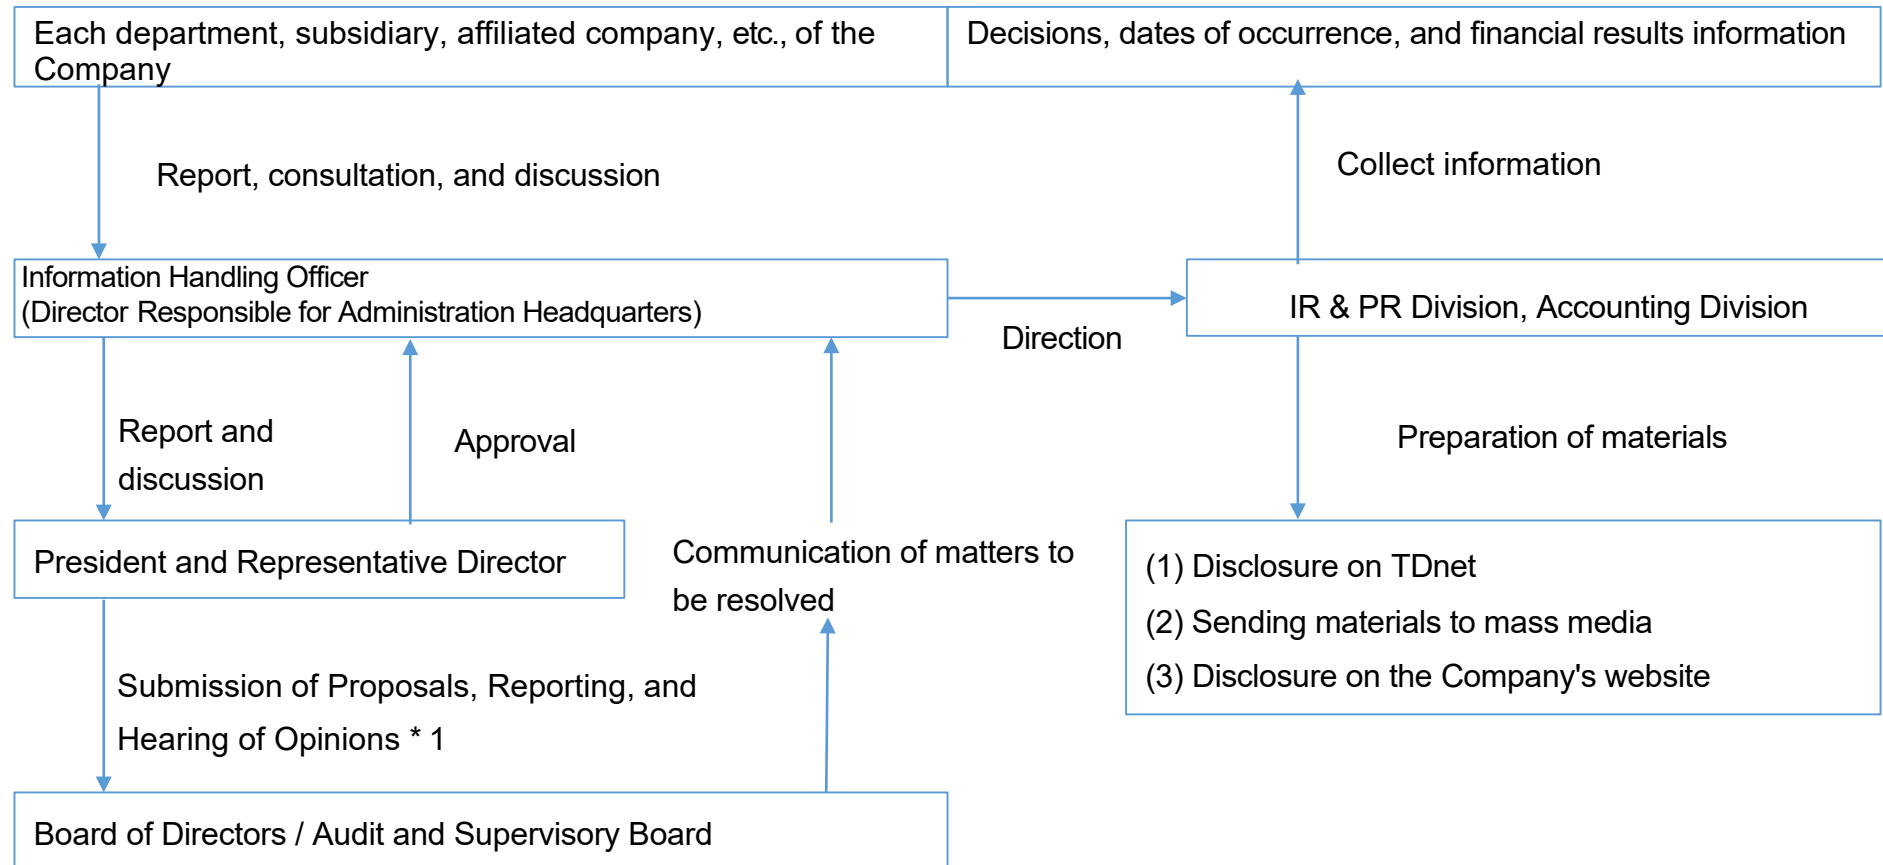 Each department, subsidiary, affiliated company, etc., of the
Company
Decisions, dates of occurrence, and financial results information
Report, consultation, and discussion
Collect information
Information Handling Officer
(Director Responsible for Administration Headquarters)
Direction
IR & PR Division, Accounting Division
Report and
discussion
Approval
Preparation of materials
President and Representative Director
Communication of matters to
be resolved
(1) Disclosure on TDnet
(2) Sending materials to mass media
(3) Disclosure on the Company's website
Submission of Proposals, Reporting, and
Hearing of Opinions * 1
Board of Directors / Audit and Supervisory Board